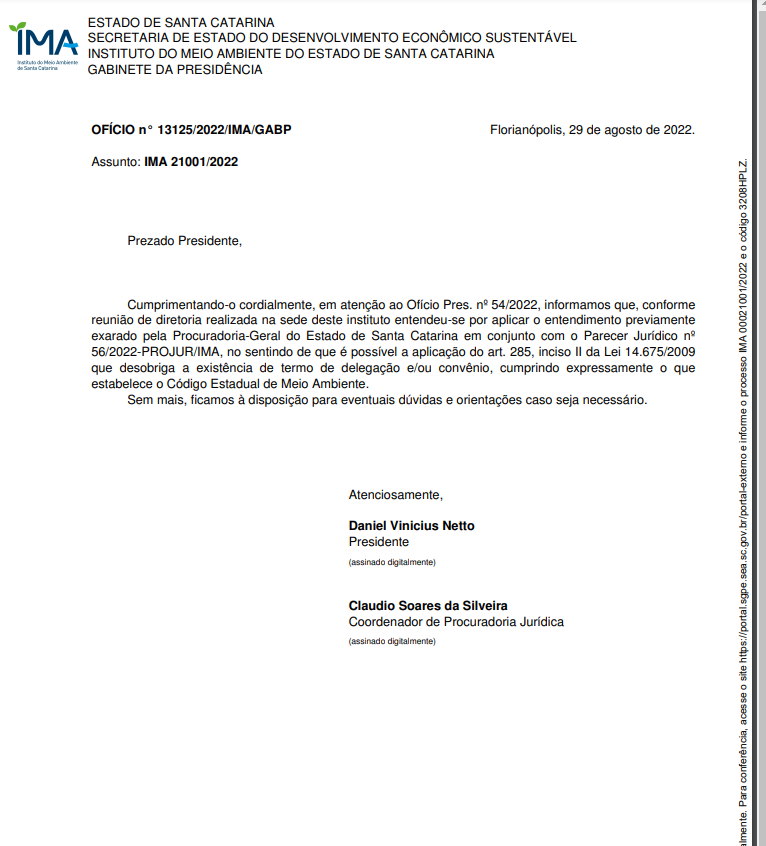 IMA
Instituto do Meio Ambiente
de Santa Catarina
ESTADO DE SANTA CATARINA
SECRETARIA DE ESTADO DO DESENVOLVIMENTO ECONÔMICO SUSTENTÁVEL
INSTITUTO DO MEIO AMBIENTE DO ESTADO DE SANTA CATARINA
GABINETE DA PRESIDÊNCIA
OFÍCIO n° 13125/2022/IMA/GABP
Florianópolis, 29 de agosto de 2022.
Assunto: IMA 21001/2022
Prezado Presidente,
Cumprimentando-o cordialmente, em atenção ao Ofício Pres. nº 54/2022, informamos que, conforme
reunião de diretoria realizada na sede deste instituto entendeu-se por aplicar o entendimento previamente
exarado pela Procuradoria-Geral do Estado de Santa Catarina em conjunto com o Parecer Jurídico nº
56/2022-PROJUR/IMA, no sentido de que é possível a aplicação do art. 285, inciso II da Lei 14.675/2009
que desobriga a existência de termo de delegação e/ou convênio, cumprindo expressamente o que
estabelece o Código Estadual de Meio Ambiente.
Sem mais, ficamos à disposição para eventuais dúvidas e orientações caso seja necessário.
Atenciosamente,
Daniel Vinicius Netto
Presidente
(assinado digitalmente)
Claudio Soares da Silveira
Coordenador de Procuradoria Jurídica
(assinado digitalmente)
almente. Para conferência, acesse o site https://portal.sgpe.sea.sc.gov.br/portal-externo e informe o processo IMA 00021001/2022 e o código 3208HPLZ.